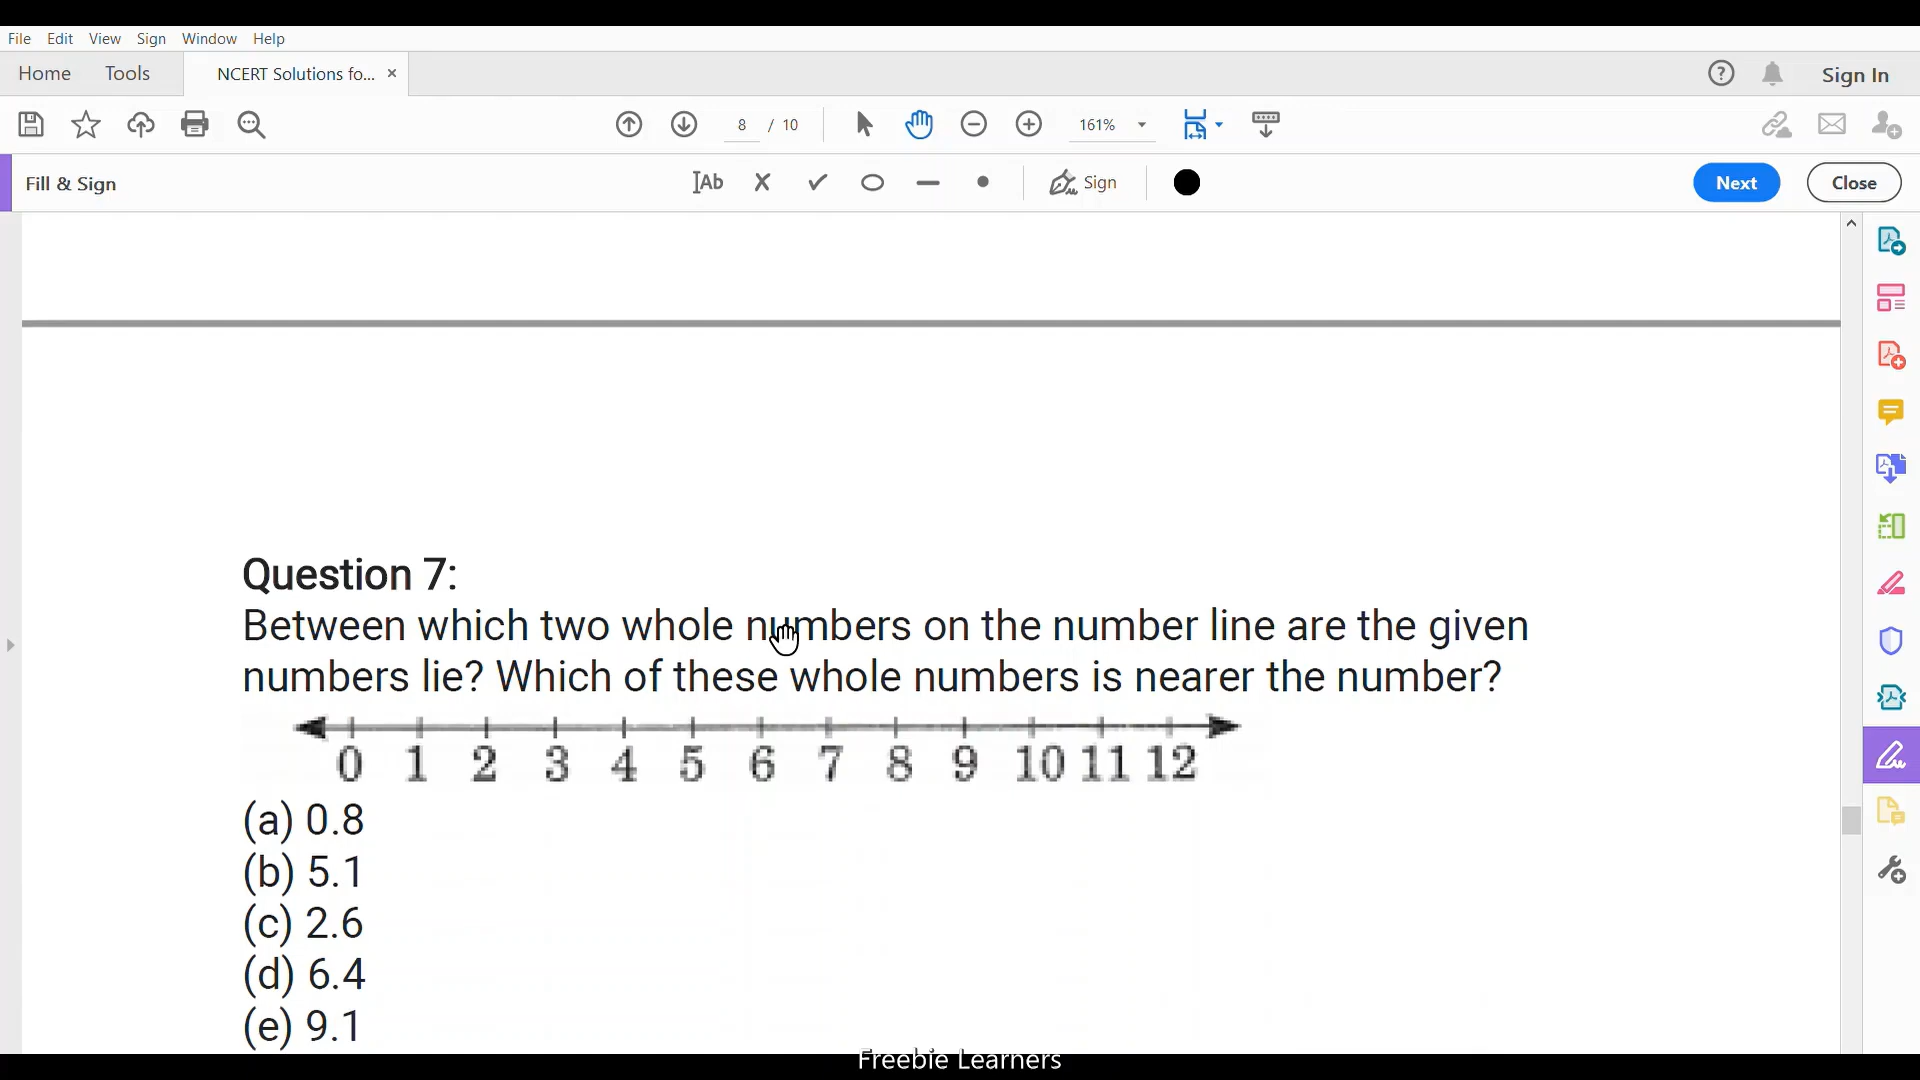 File Edit View Sign Window Help
Home Tools NCERT Solutions fo... × Sign In
8 / 10 161%
Fill & Sign Ab Sign Next Close
Question 7:
Between which two whole numbers on the number line are the given
numbers lie? Which of these whole numbers is nearer the number?
0 1 2 3 4 5 6 7 8 9 10 11 12
(a) 0.8
(b) 5.1
(c) 2.6
(d) 6.4
(e) 9.1
Freebie Learners